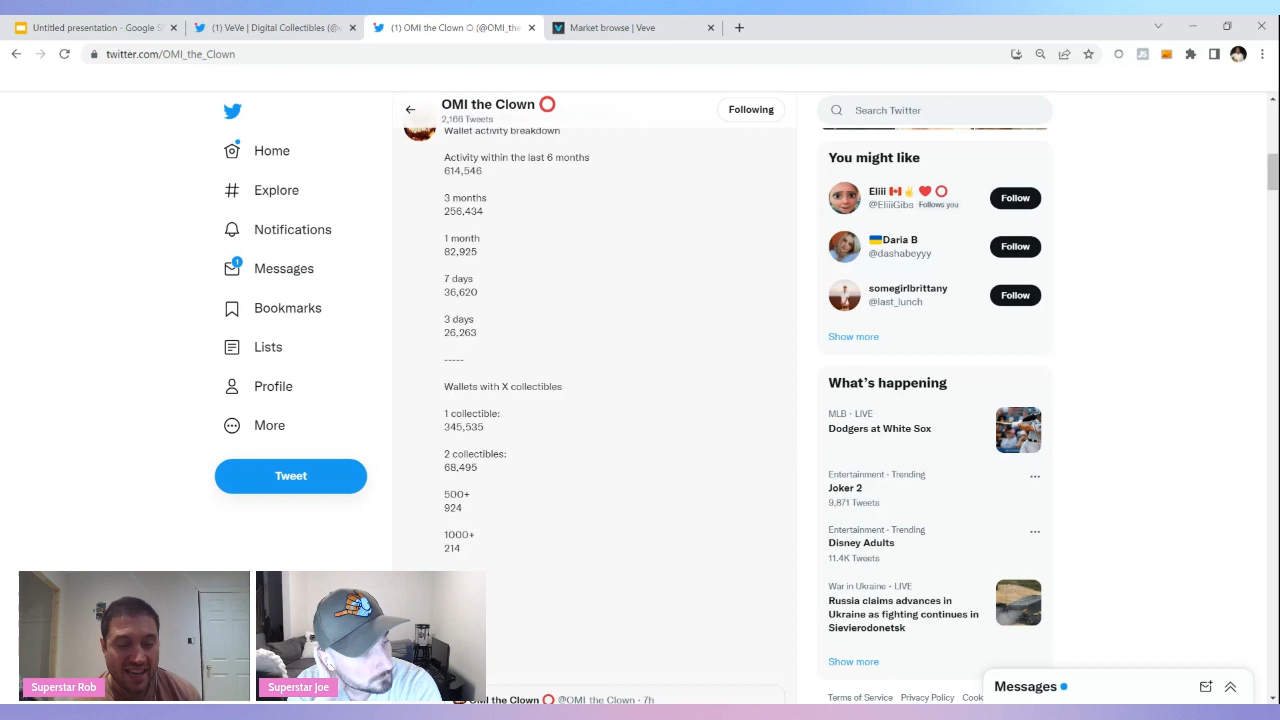 Untitled presentation - Google Sl
(1) VeVe | Digital Collectibles (@v
(1) OMI the Clown ⭕ (@OMI_the
Market browse | Veve
twitter.com/OMI_the_Clown
OMI the Clown ⭕
2,166 Tweets
Following
Search Twitter
Home
Explore
Notifications
1
Messages
Bookmarks
Lists
Profile
More
Tweet
Wallet activity breakdown
Activity within the last 6 months
614,546
3 months
256,434
1 month
82,925
7 days
36,620
3 days
26,263
-----
Wallets with X collectibles
1 collectible:
345,535
2 collectibles:
68,495
500+
924
1000+
214
OMI the Clown ⭕ @OMI_the_Clown · 7h
You might like
Eliii 🇨🇦✌️❤️⭕
@EliiiGibs Follows you
Follow
🇺🇦Daria B
@dashabeyyy
Follow
somegirlbrittany
@last_lunch
Follow
Show more
What's happening
MLB · LIVE
Dodgers at White Sox
Entertainment · Trending
Joker 2
9,871 Tweets
Entertainment · Trending
Disney Adults
11.4K Tweets
War in Ukraine · LIVE
Russia claims advances in
Ukraine as fighting continues in
Sievierodonetsk
Show more
Terms of Service Privacy Policy Cook
Messages
Superstar Rob
Superstar Joe